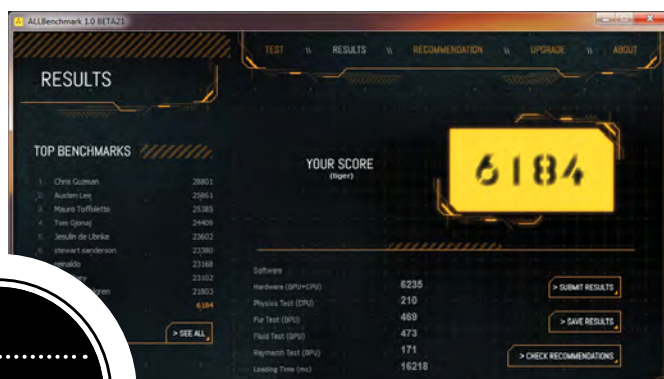 ALLBenchmark 1.0 BETA21
TEST \\ RESULTS \\ RECOMMENDATION \\ UPGRADE \\ ABOUT
RESULTS
TOP BENCHMARKS
1. Chris Guzman 28801
2. Austen Lee 25861
3. Mauro Toffoletto 25385
4. Tom Gjonaj 24409
5. Jesulin de Ubrike 23602
6. stewart sanderson 23380
reinaldo 23168
23102
21803
6184
> SEE ALL
YOUR SCORE
(tiger)
6184
Software
Hardware (GPU+CPU) 6235
Physics Test (CPU) 210
Fur Test (GPU) 469
Fluid Test (GPU) 473
Raymarch Test (GPU) 171
Loading Time (ms) 16218
> SUBMIT RESULTS
> SAVE RESULTS
> CHECK RECOMMENDATIONS